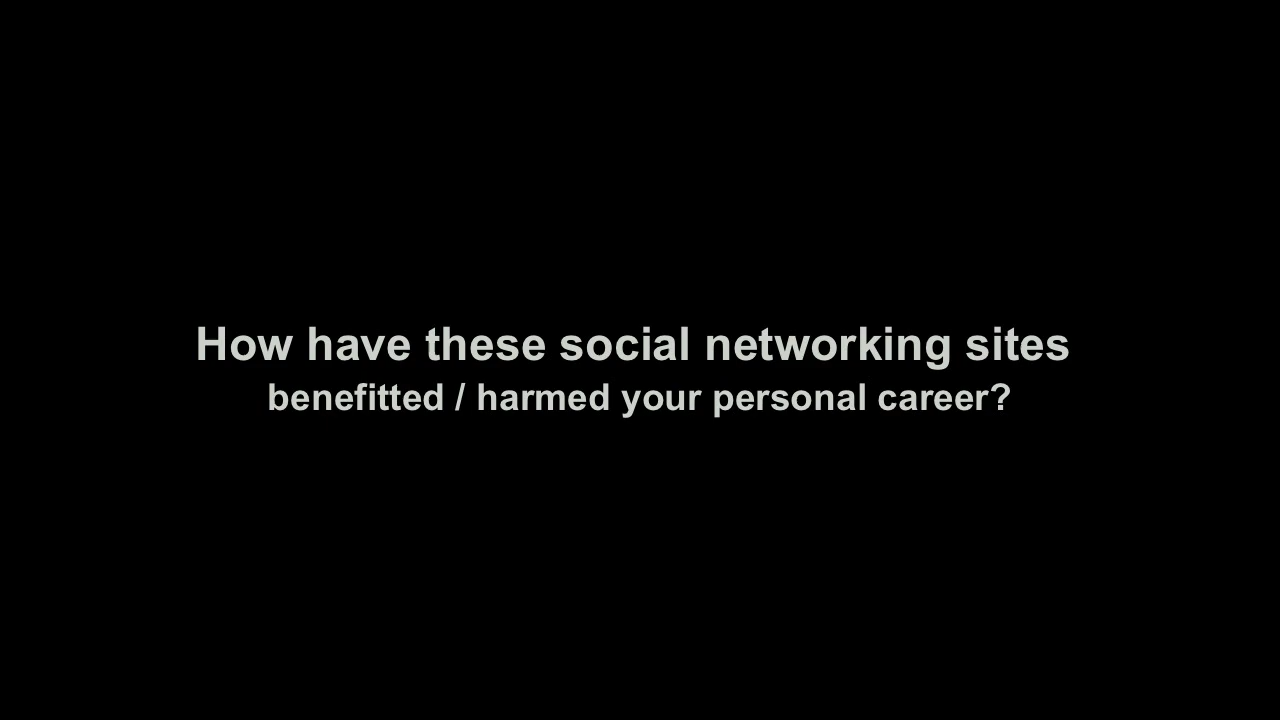 How have these social networking sites
benefitted / harmed your personal career?